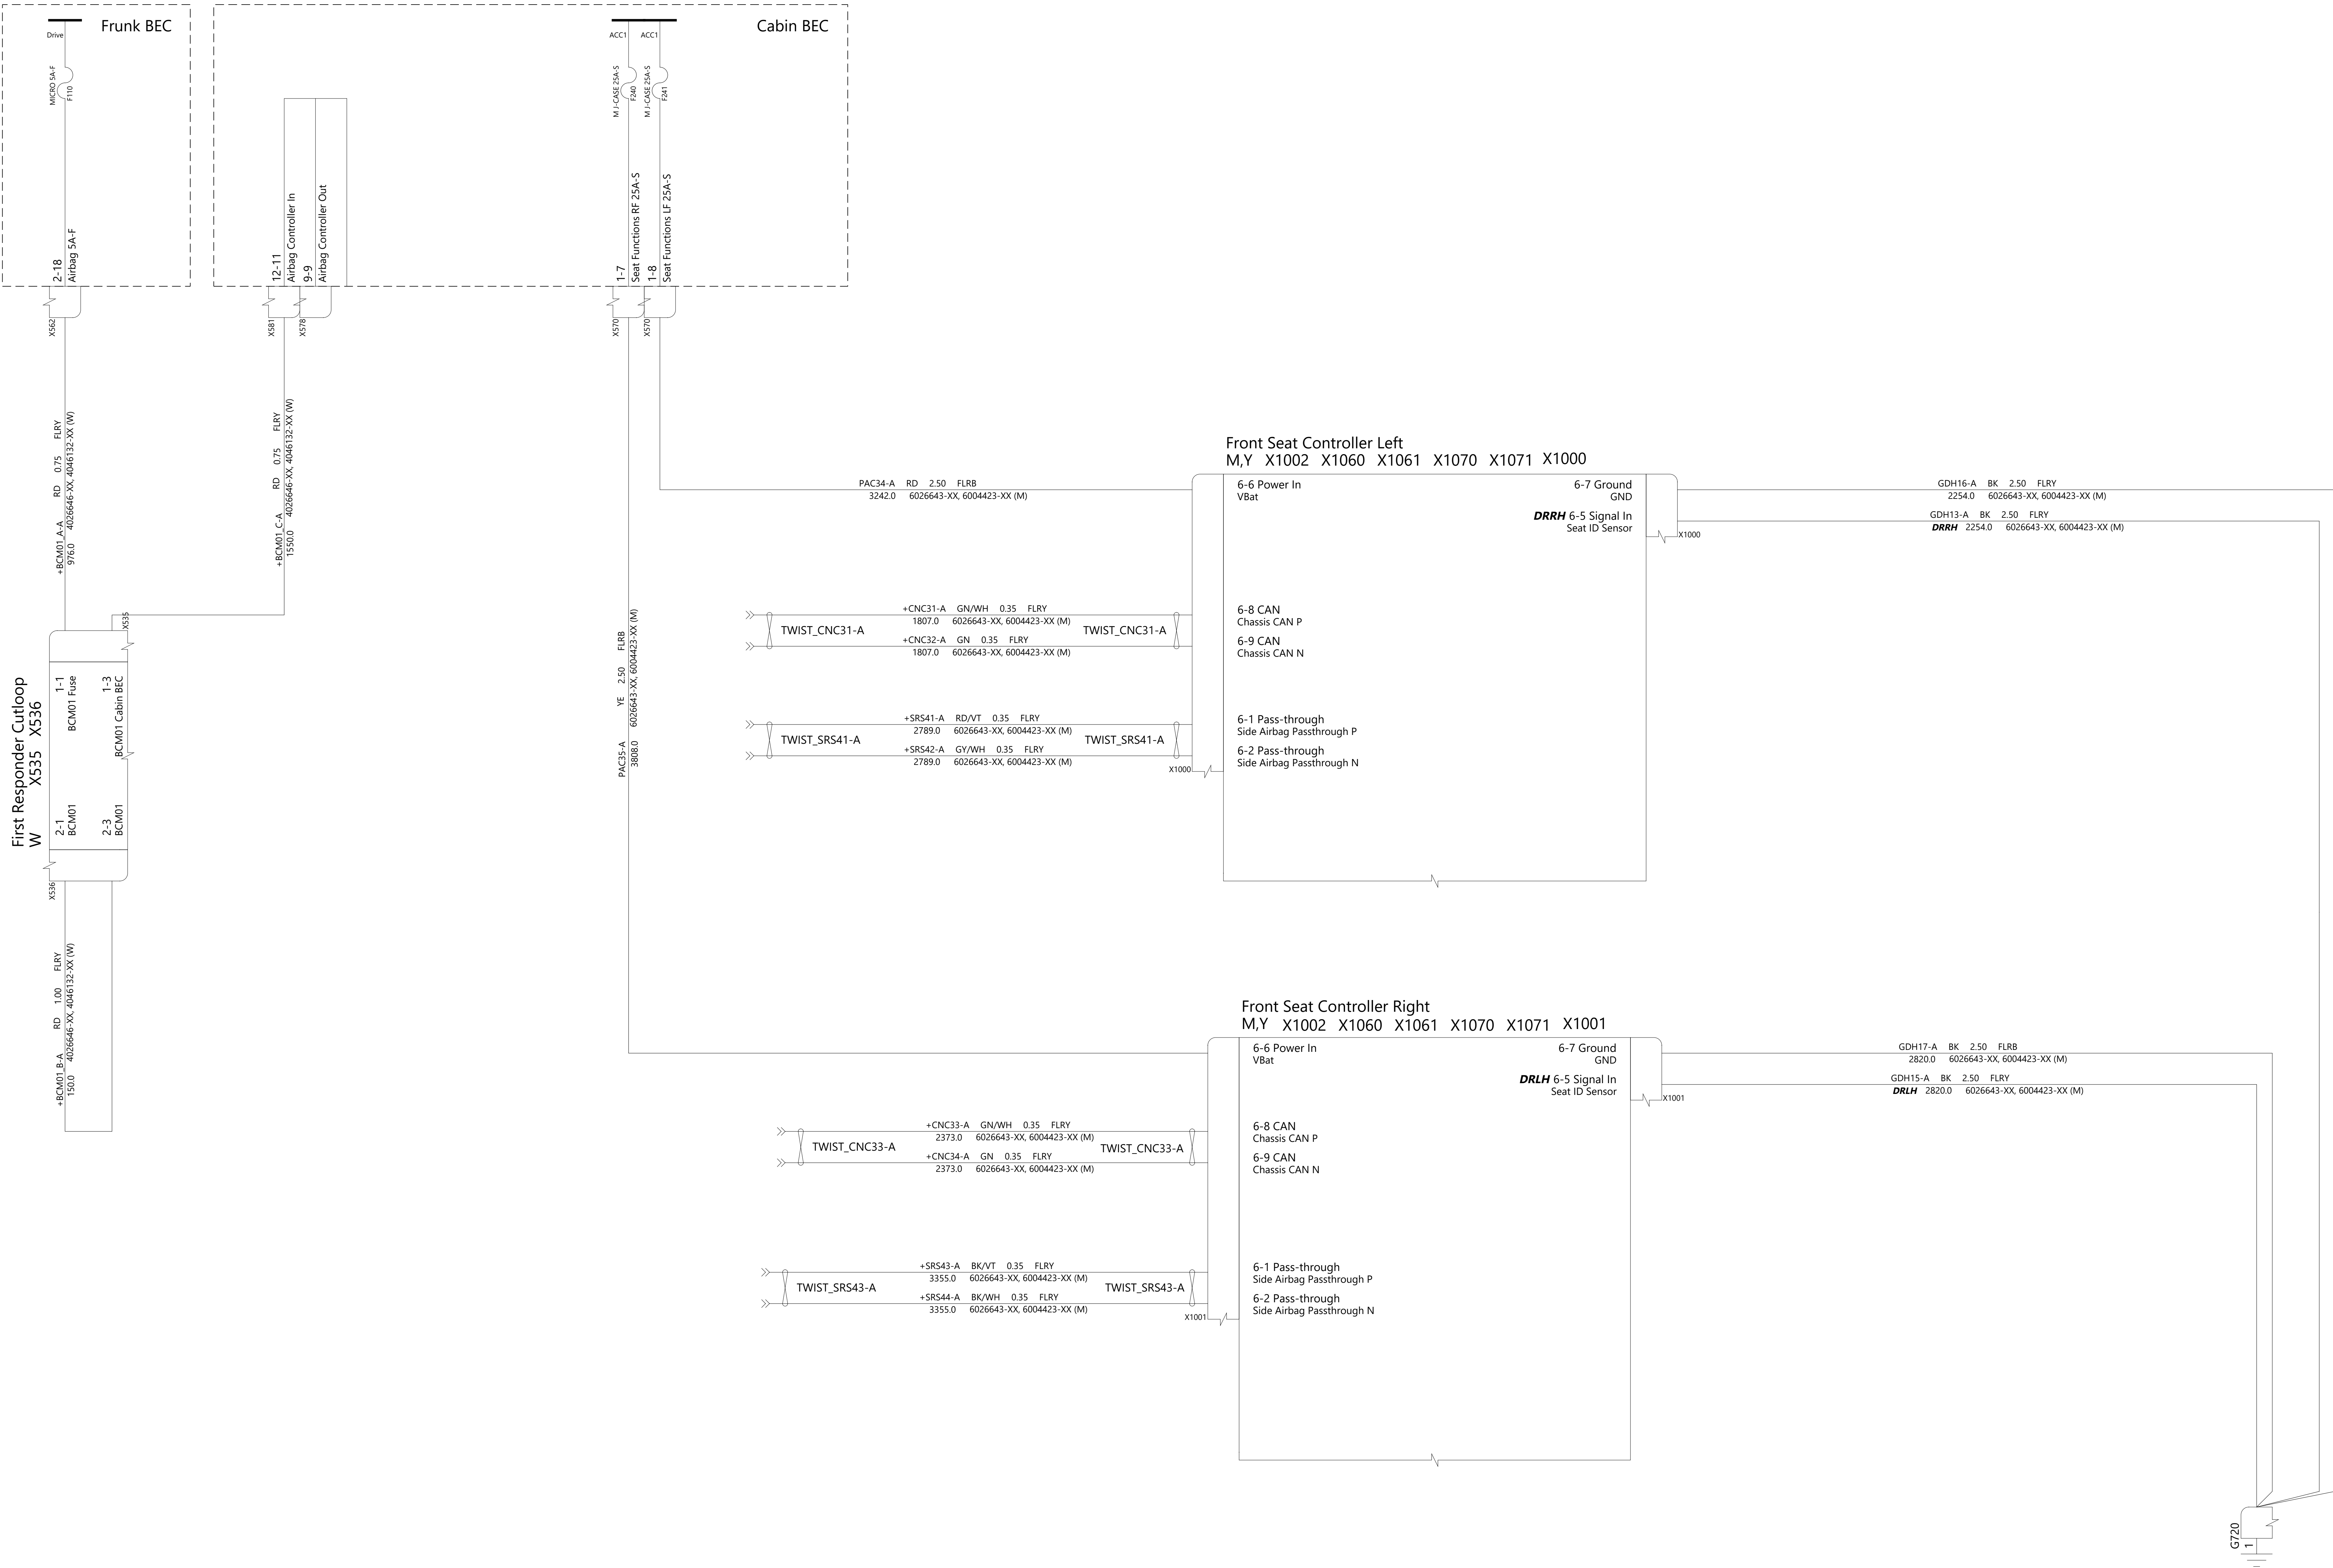 Frunk BEC
Drive
MICRO 5A-F
F110
2-18
Airbag 5A-F
X562
+BCM01_A-A RD 0.75 FLRY
976.0 4026646-XX, 4046132-XX (W)
Cabin BEC
12-11
Airbag Controller In
9-9
Airbag Controller Out
X581
X578
+BCM01_C-A RD 0.75 FLRY
1550.0 4026646-XX, 4046132-XX (W)
ACC1
ACC1
M J-CASE 25A-S
F240
M J-CASE 25A-S
F241
1-7
Seat Functions RF 25A-S
1-8
Seat Functions LF 25A-S
X570
X570
PAC35-A YE 2.50 FLRB
3808.0 6026643-XX, 6004423-XX (M)
First Responder Cutloop
W X535 X536
X535
1-1
BCM01 Fuse
1-3
BCM01 Cabin BEC
2-1
BCM01
2-3
BCM01
X536
+BCM01_B-A RD 1.00 FLRY
150.0 4026646-XX, 4046132-XX (W)
Front Seat Controller Left
M,Y X1002 X1060 X1061 X1070 X1071 X1000
PAC34-A RD 2.50 FLRB
3242.0 6026643-XX, 6004423-XX (M)
6-6 Power In
VBat
6-7 Ground
GND
DRRH 6-5 Signal In
Seat ID Sensor
X1000
GDH16-A BK 2.50 FLRY
2254.0 6026643-XX, 6004423-XX (M)
GDH13-A BK 2.50 FLRY
DRRH 2254.0 6026643-XX, 6004423-XX (M)
+CNC31-A GN/WH 0.35 FLRY
1807.0 6026643-XX, 6004423-XX (M)
TWIST_CNC31-A
TWIST_CNC31-A
+CNC32-A GN 0.35 FLRY
1807.0 6026643-XX, 6004423-XX (M)
6-8 CAN
Chassis CAN P
6-9 CAN
Chassis CAN N
+SRS41-A RD/VT 0.35 FLRY
2789.0 6026643-XX, 6004423-XX (M)
TWIST_SRS41-A
TWIST_SRS41-A
+SRS42-A GY/WH 0.35 FLRY
2789.0 6026643-XX, 6004423-XX (M)
6-1 Pass-through
Side Airbag Passthrough P
6-2 Pass-through
Side Airbag Passthrough N
X1000
Front Seat Controller Right
M,Y X1002 X1060 X1061 X1070 X1071 X1001
6-6 Power In
VBat
6-7 Ground
GND
DRLH 6-5 Signal In
Seat ID Sensor
X1001
GDH17-A BK 2.50 FLRB
2820.0 6026643-XX, 6004423-XX (M)
GDH15-A BK 2.50 FLRY
DRLH 2820.0 6026643-XX, 6004423-XX (M)
+CNC33-A GN/WH 0.35 FLRY
2373.0 6026643-XX, 6004423-XX (M)
TWIST_CNC33-A
TWIST_CNC33-A
+CNC34-A GN 0.35 FLRY
2373.0 6026643-XX, 6004423-XX (M)
6-8 CAN
Chassis CAN P
6-9 CAN
Chassis CAN N
+SRS43-A BK/VT 0.35 FLRY
3355.0 6026643-XX, 6004423-XX (M)
TWIST_SRS43-A
TWIST_SRS43-A
+SRS44-A BK/WH 0.35 FLRY
3355.0 6026643-XX, 6004423-XX (M)
6-1 Pass-through
Side Airbag Passthrough P
6-2 Pass-through
Side Airbag Passthrough N
X1001
G720
1